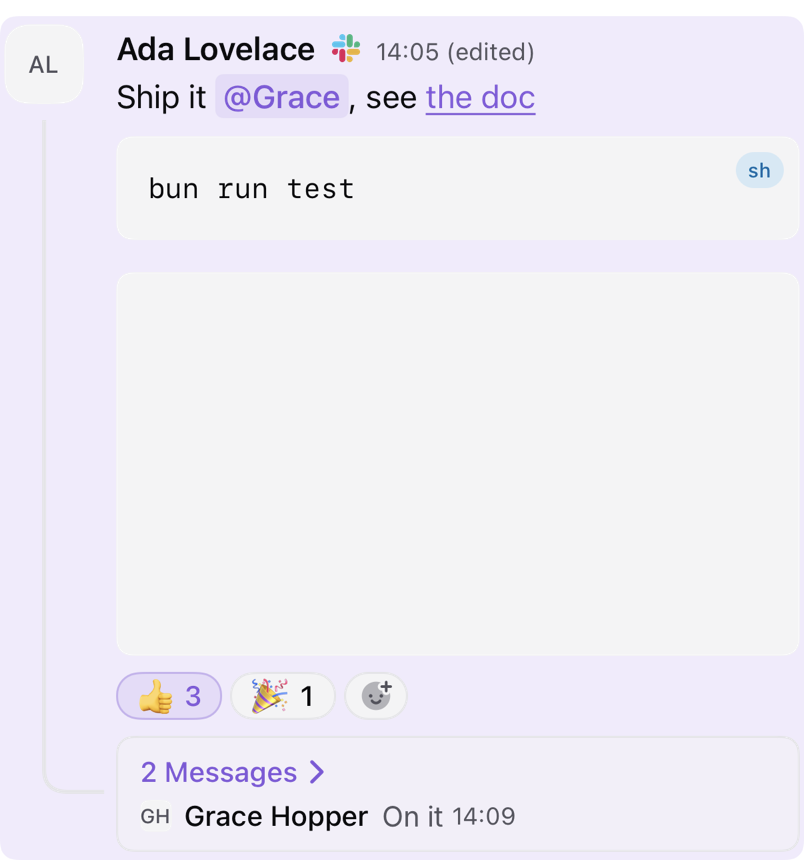 AL
Ada Lovelace 14:05 (edited)
Ship it @Grace, see the doc
sh
bun run test
👍 3 🎉 1
2 Messages
GH Grace Hopper On it 14:09